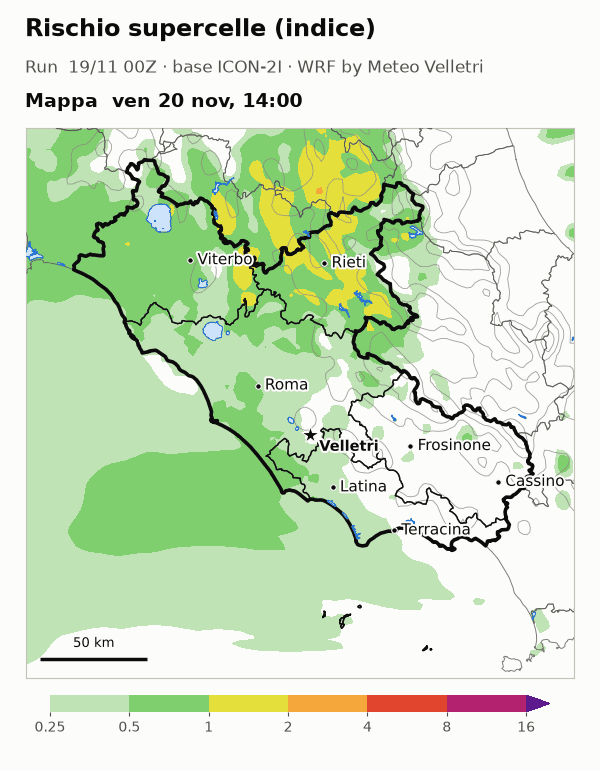 Rischio supercelle (indice)
Run  19/11 00Z · base ICON-2I · WRF by Meteo Velletri
Mappa  ven 20 nov, 14:00
Viterbo
Rieti
Roma
Velletri
Frosinone
Cassino
Latina
Terracina
50 km
0.25 0.5 1 2 4 8 16